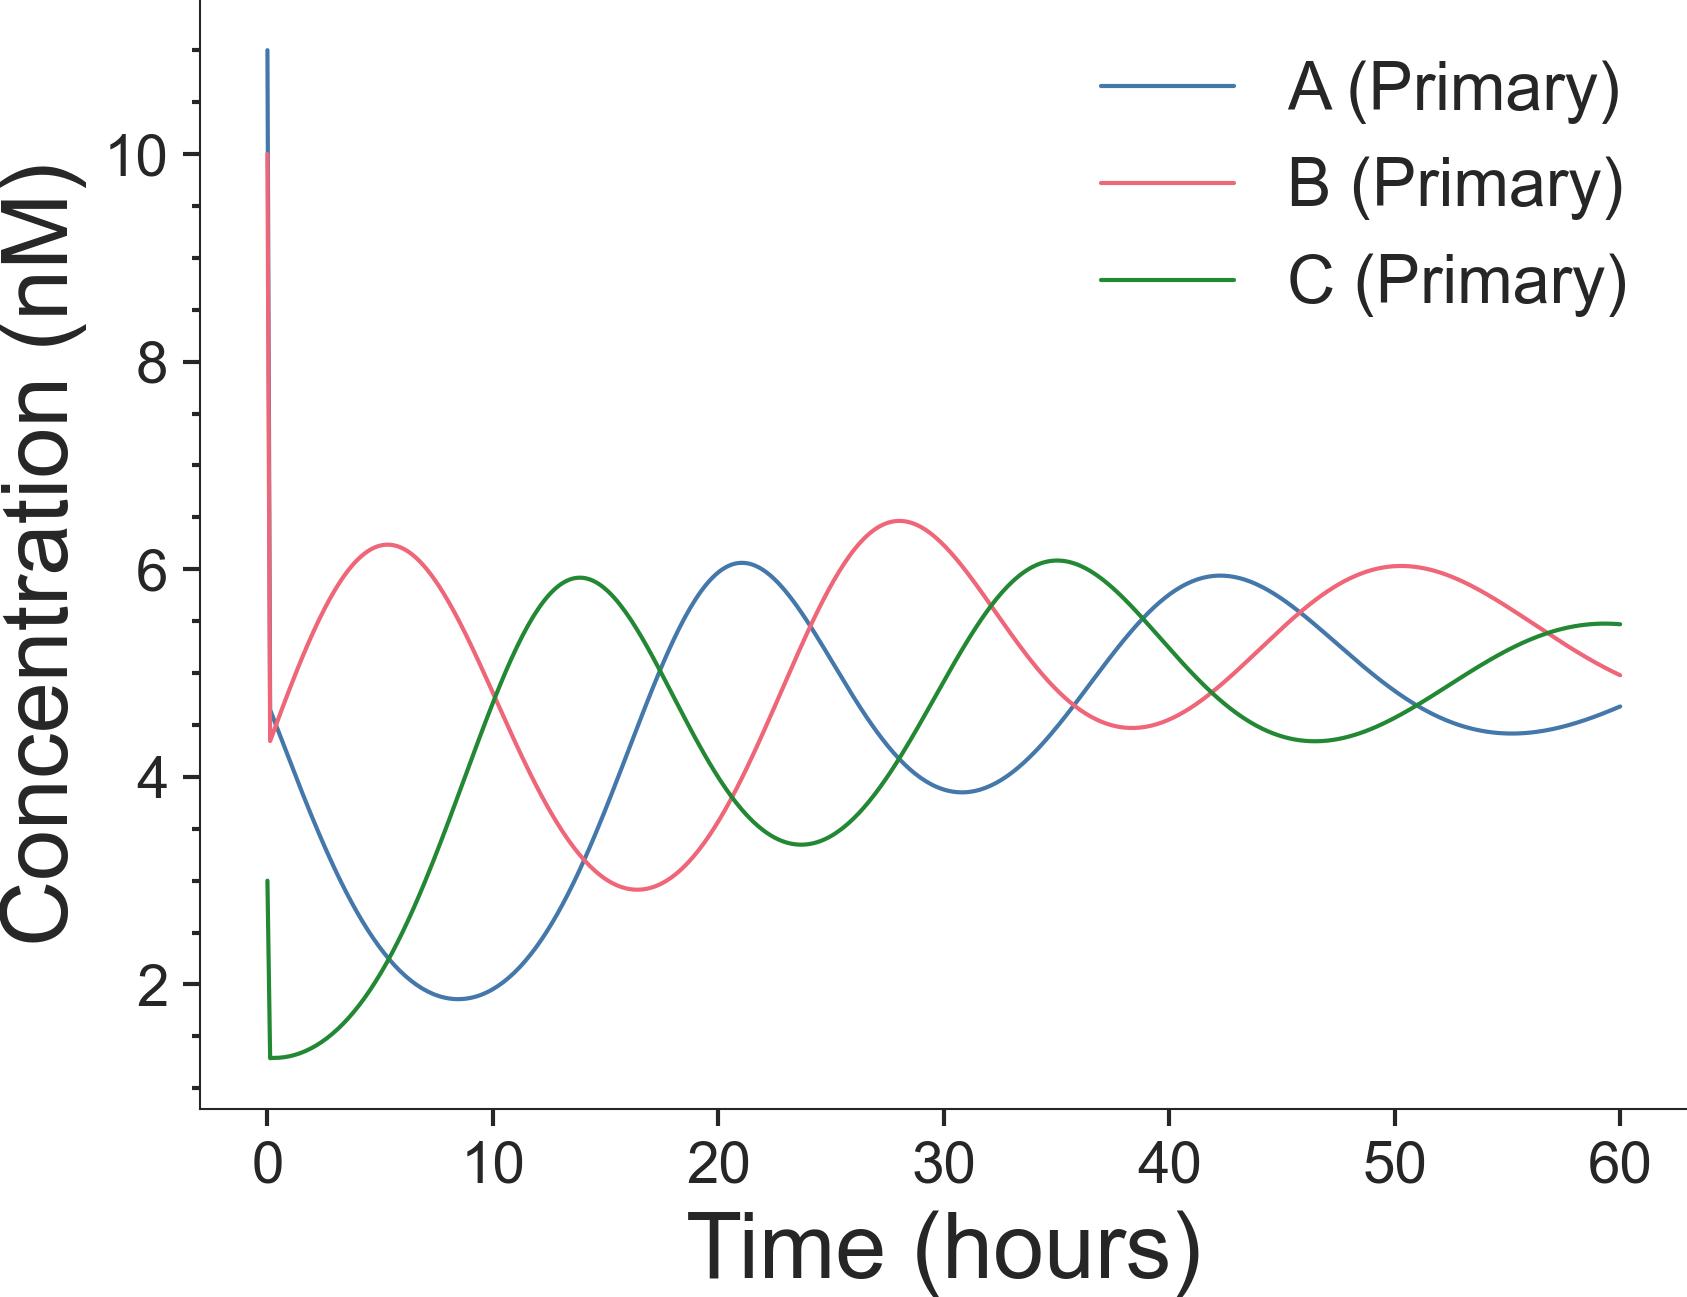 Concentration (nM)
10
8
6
4
2
A (Primary)
B (Primary)
C (Primary)
0 10 20 30 40 50 60
Time (hours)